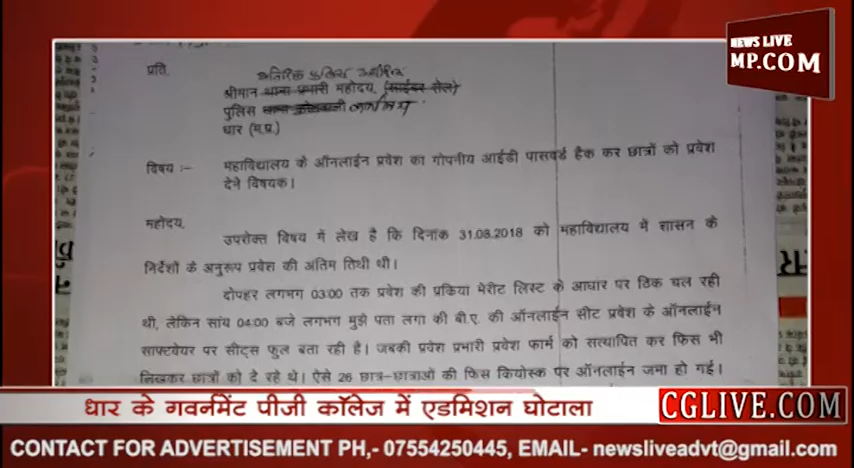 NEWS LIVE
MP.COM
प्रति,
अतिरिक्त पुलिस अधीक्षक
श्रीमान थाना प्रभारी महोदय, (साईबर सेल)
पुलिस थाना कोतवाली कार्यालय
धार (म.प्र.)
विषय :- महाविद्यालय के ऑनलाईन प्रवेश का गोपनीय आईडी पासवर्ड हैक कर छात्रों को प्रवेश
देने विषयक।
महोदय,
उपरोक्त विषय में लेख है कि दिनांक 31.08.2018 को महाविद्यालय में शासन के
निर्देशों के अनुरूप प्रवेश की अंतिम तिथी थी।
दोपहर लगभग 03:00 तक प्रवेश की प्रकिया मेरीट लिस्ट के आधार पर ठिक चल रही
थी, लेकिन सांय 04:00 बजे लगभग मुझे पता लगा की बी.ए. की ऑनलाईन सीट प्रवेश के ऑनलाईन
साफ्टवेयर पर सीट्स फुल बता रही है। जबकी प्रवेश प्रभारी प्रवेश फार्म को सत्यापित कर फिस भी
लिखकर छात्रों को दे रहे थे। ऐसे 26 छात्र-छात्राओं की फिस कियोस्क पर ऑनलाईन जमा हो गई।
धार के गवर्नमेंट पीजी कॉलेज में एडमिशन घोटाला
CGLIVE.COM
CONTACT FOR ADVERTISEMENT PH,- 07554250445, EMAIL- newsliveadvt@gmail.com